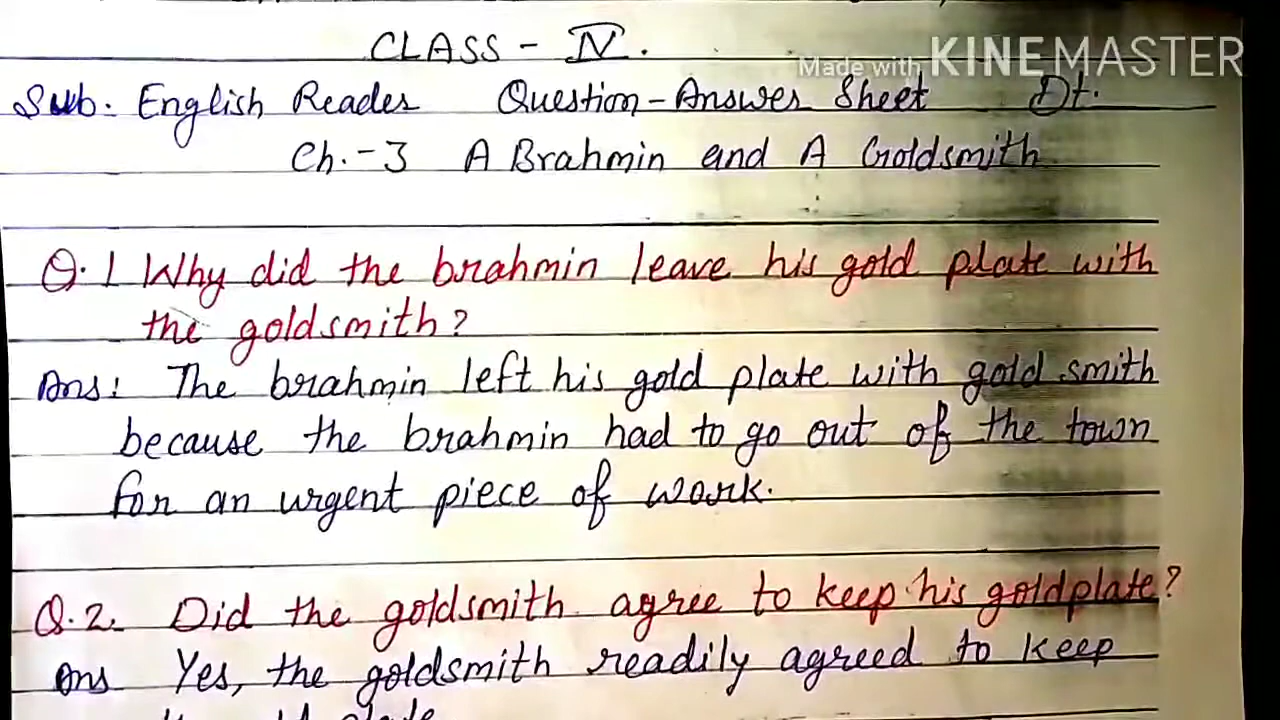 CLASS - IV.
Made with KINEMASTER
Sub. English Reader Question-Answer Sheet Dt.
Ch.-3 A Brahmin and A Goldsmith
Q.1 Why did the brahmin leave his gold plate with
the goldsmith?
Ans: The brahmin left his gold plate with gold smith
because the brahmin had to go out of the town
for an urgent piece of work.
Q.2. Did the goldsmith agree to keep his goldplate?
Ans Yes, the goldsmith readily agreed to keep